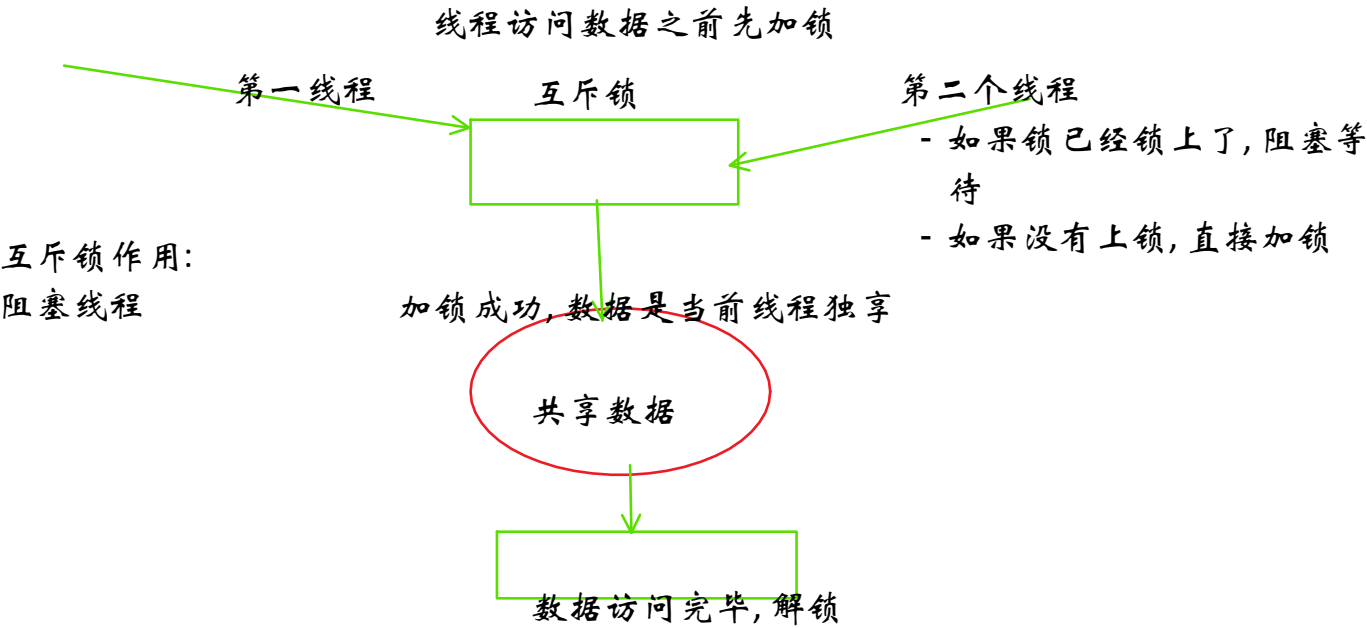 线程访问数据之前先加锁
第一线程
互斥锁
第二个线程
- 如果锁已经锁上了,阻塞等
待
- 如果没有上锁,直接加锁
互斥锁作用:
阻塞线程
加锁成功,数据是当前线程独享
共享数据
数据访问完毕,解锁